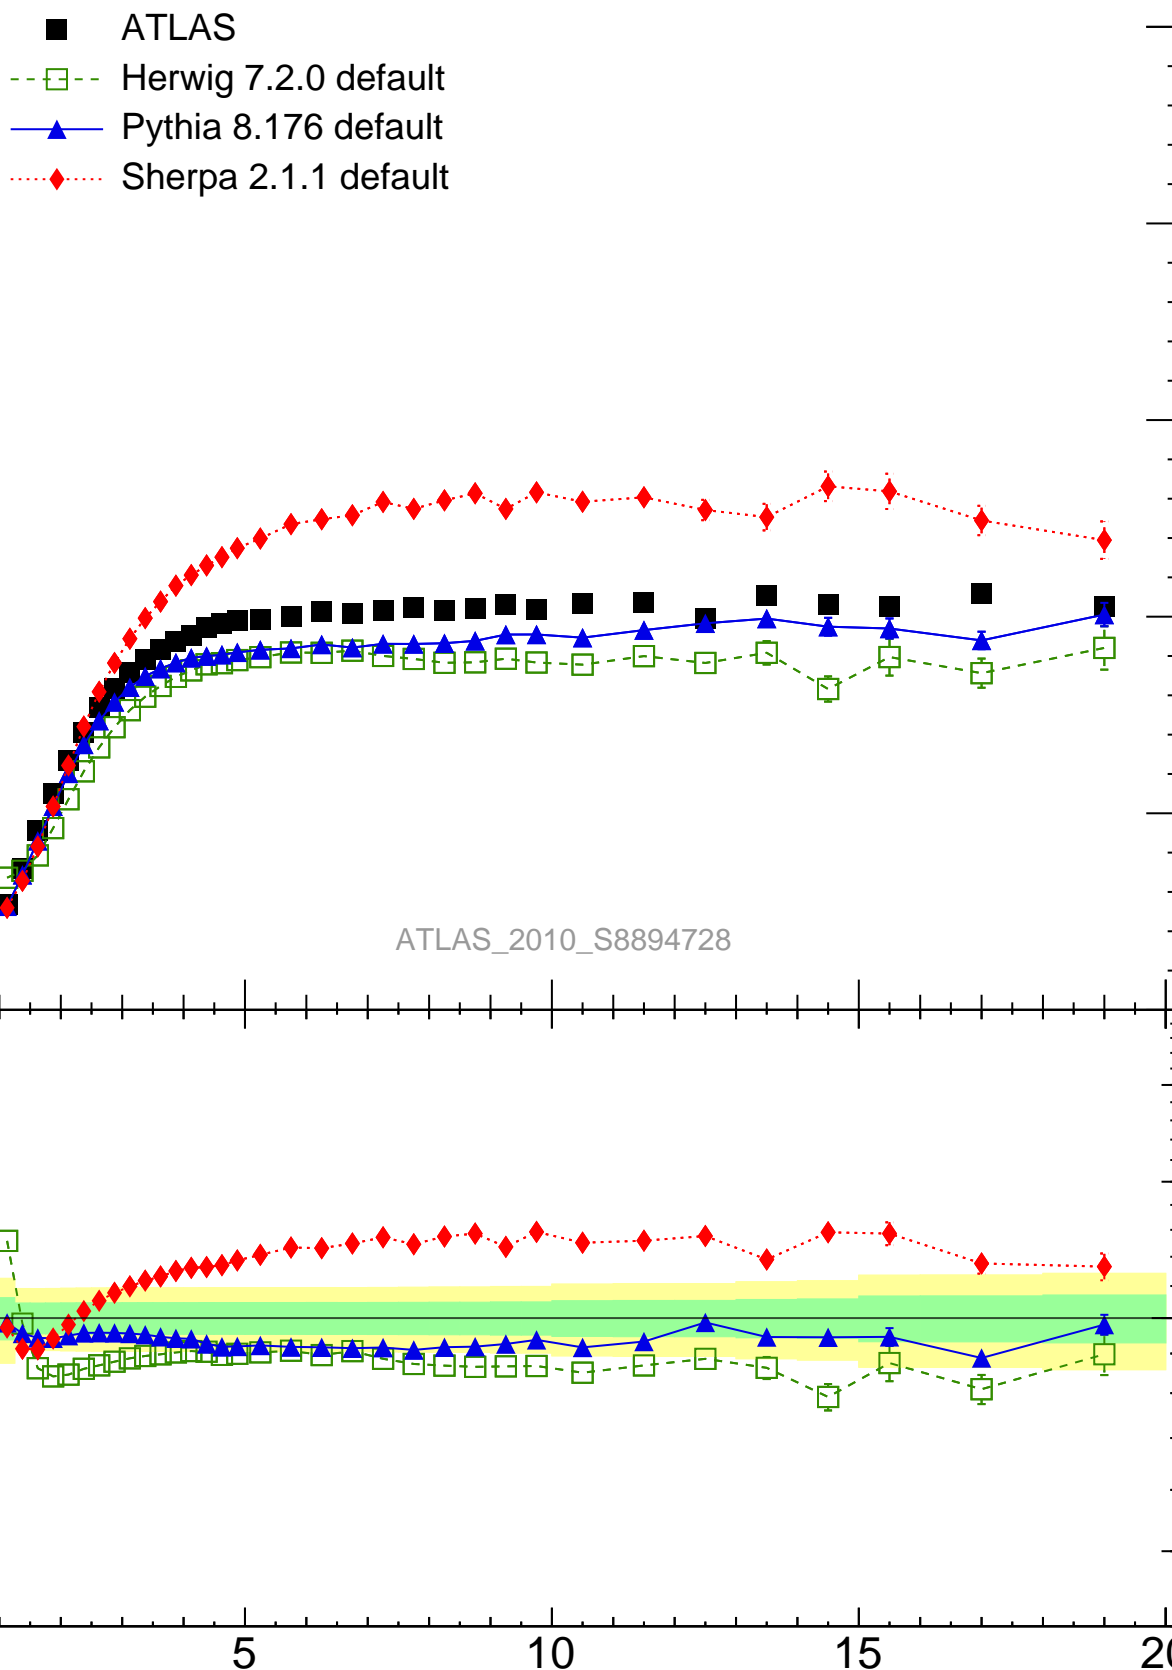 ATLAS
Herwig 7.2.0 default
Pythia 8.176 default
Sherpa 2.1.1 default
ATLAS_2010_S8894728
5 10 15